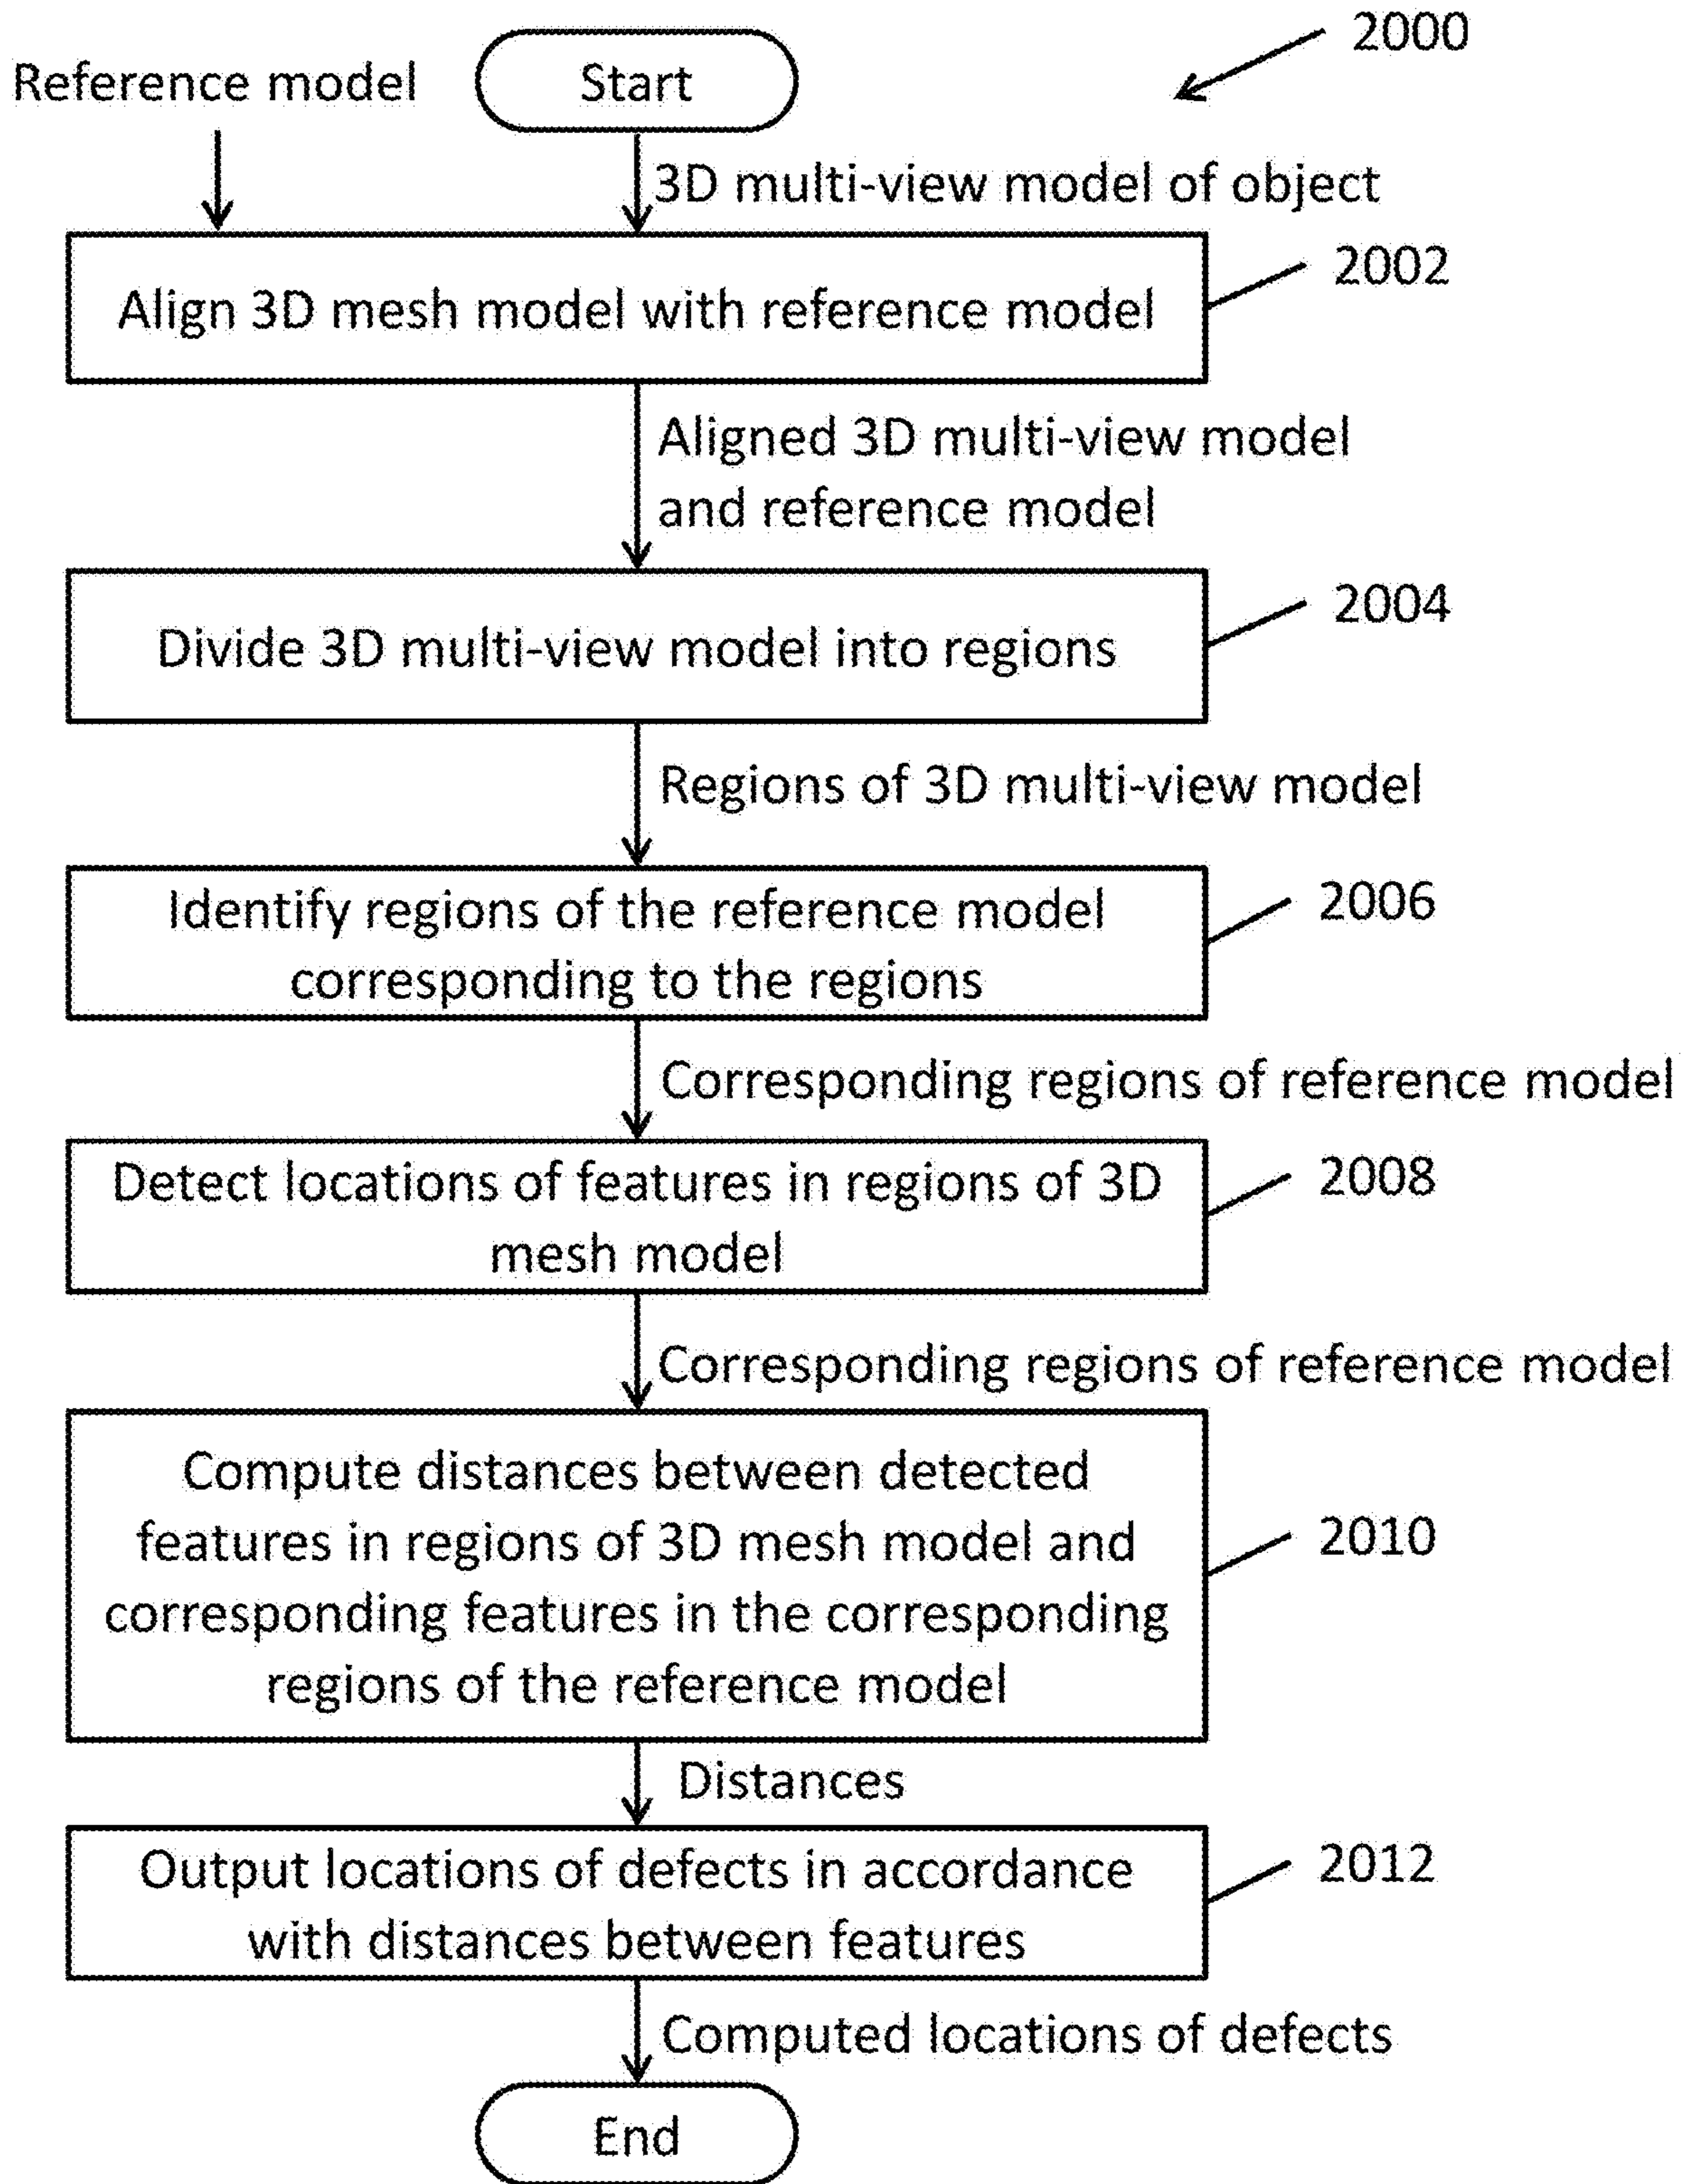 2000
Reference model
Start
3D multi-view model of object
2002
Align 3D mesh model with reference model
Aligned 3D multi-view model
and reference model
2004
Divide 3D multi-view model into regions
Regions of 3D multi-view model
2006
Identify regions of the reference model
corresponding to the regions
Corresponding regions of reference model
2008
Detect locations of features in regions of 3D
mesh model
Corresponding regions of reference model
Compute distances between detected
features in regions of 3D mesh model and
corresponding features in the corresponding
regions of the reference model
2010
Distances
2012
Output locations of defects in accordance
with distances between features
Computed locations of defects
End